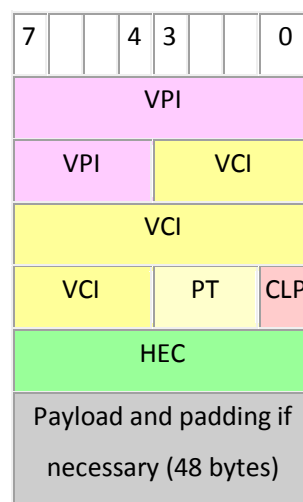 7 4 3 0
VPI
VPI VCI
VCI
VCI PT CLP
HEC
Payload and padding if
necessary (48 bytes)